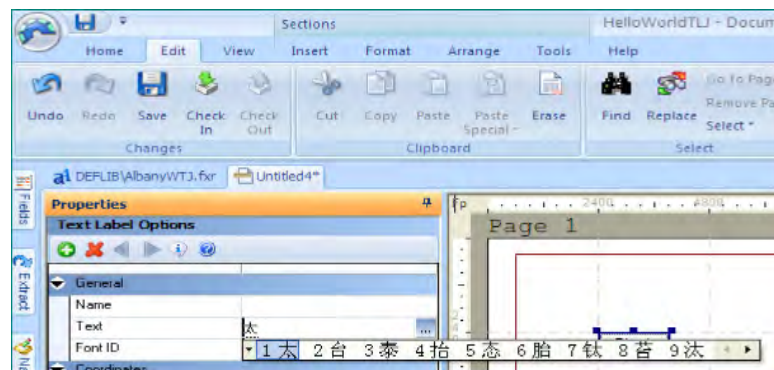 Sections HelloWorldTLJ - Docum
Home Edit View Insert Format Arrange Tools Help
Undo Redo Save Check In Check Out Cut Copy Paste Paste Special Erase Find Replace Go to Pag
Remove Pa
Select
Changes Clipboard Select
DEFLIB\AlbanyWTJ.fxr Untitled4*
Fields
Extract
Properties
fp 2400 4800
Text Label Options
Page 1
General
Name
Text 太 ...
Font ID 1太 2台 3泰 4抬 5态 6胎 7钛 8苔 9汰
Coordinates